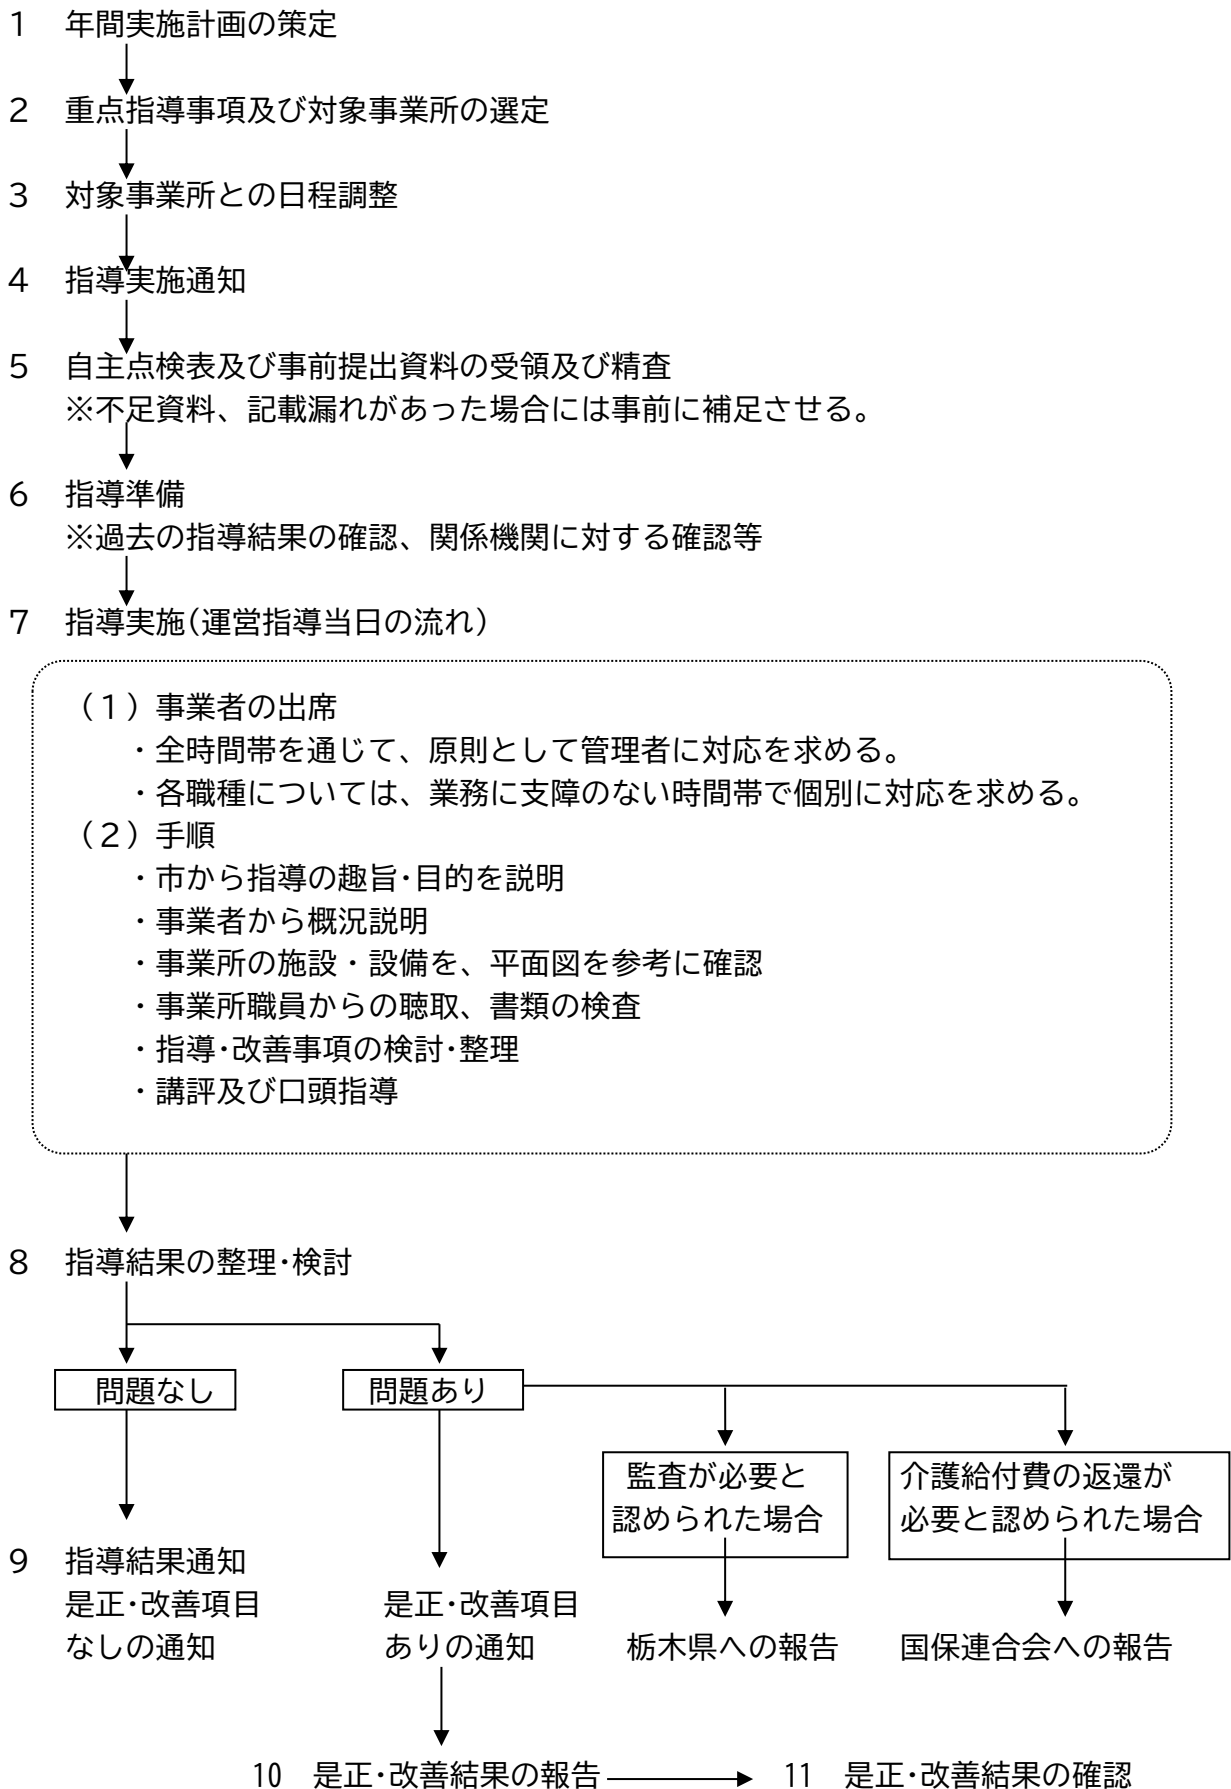 1　年間実施計画の策定
2　重点指導事項及び対象事業所の選定
3　対象事業所との日程調整
4　指導実施通知
5　自主点検表及び事前提出資料の受領及び精査
※不足資料、記載漏れがあった場合には事前に補足させる。
6　指導準備
※過去の指導結果の確認、関係機関に対する確認等
7　指導実施（運営指導当日の流れ）
（1）事業者の出席
・全時間帯を通じて、原則として管理者に対応を求める。
・各職種については、業務に支障のない時間帯で個別に対応を求める。
（2）手順
・市から指導の趣旨･目的を説明
・事業者から概況説明
・事業所の施設・設備を、平面図を参考に確認
・事業所職員からの聴取、書類の検査
・指導･改善事項の検討･整理
・講評及び口頭指導
8　指導結果の整理･検討
問題なし
問題あり
監査が必要と
認められた場合
介護給付費の返還が
必要と認められた場合
9　指導結果通知
是正･改善項目
なしの通知
是正･改善項目
ありの通知
栃木県への報告
国保連合会への報告
10　是正･改善結果の報告
11　是正･改善結果の確認